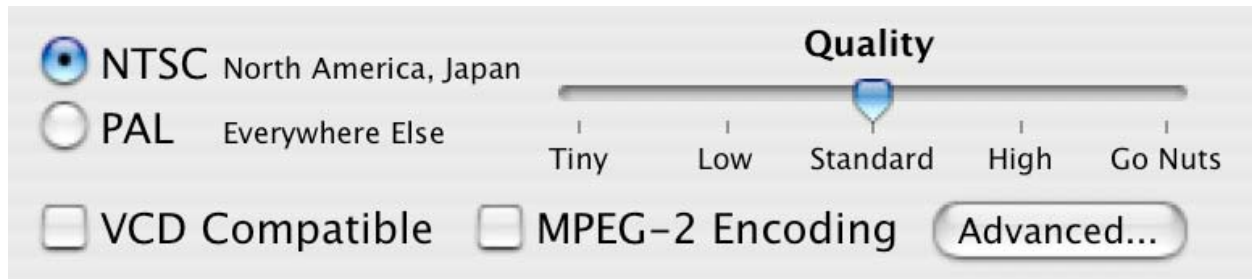 Quality
NTSC North America, Japan
PAL Everywhere Else
Tiny Low Standard High Go Nuts
VCD Compatible MPEG-2 Encoding Advanced...